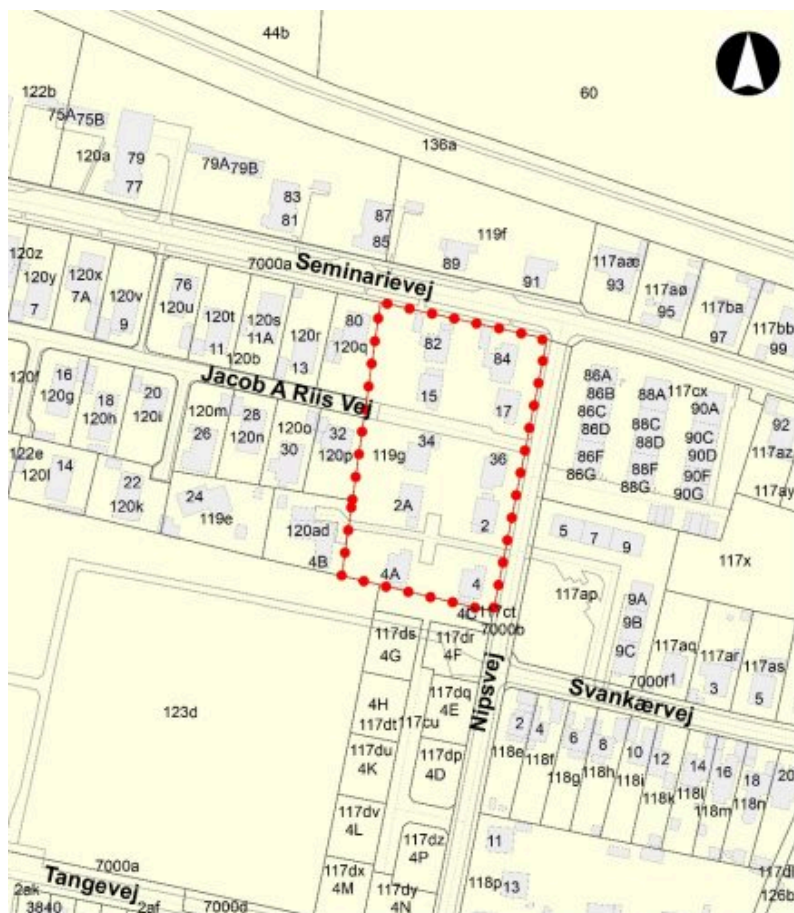 44b
60
122b
75A 75B
136a
120a
79
77
79A 79B
83
81
87
85
119f
89
91
7000a
Seminarievej
117aæ
93
117aø
95
117ba
97
117bb
99
120z
120y
7
120x
7A
120v
9
76
120u
120t
11
120s
11A
120b
120r
13
80
120q
82
84
15
17
Jacob A Riis Vej
120f
16
120g
18
120h
20
120i
120m
26
28
120n
120o
30
32
120p
119g
34
36
2A
2
86A
86B
86C
86D
86F
86G
88A
88C
88D
88F
88G
117cx
90A
90C
90D
90F
90G
92
117az
117ay
122e
120l
14
22
120k
24
119e
120ad
4B
4A
4
4C
117ct
7000b
5
7
9
117x
117ap
9A
9B
9C
117aq
1
117ar
3
117as
5
7000f
Svankærvej
Nipsvej
117ds
4G
117dr
4F
4H
117dt
117cu
117dq
4E
117du
4K
117dp
4D
117dv
4L
117dz
4P
117dx
4M
117dy
4N
123d
2
118e
4
118f
6
118g
8
118h
10
118i
12
118k
14
118l
16
118m
18
118n
20
11
118p
13
126b
7000a
Tangevej
2ak
3840
2af
7000d